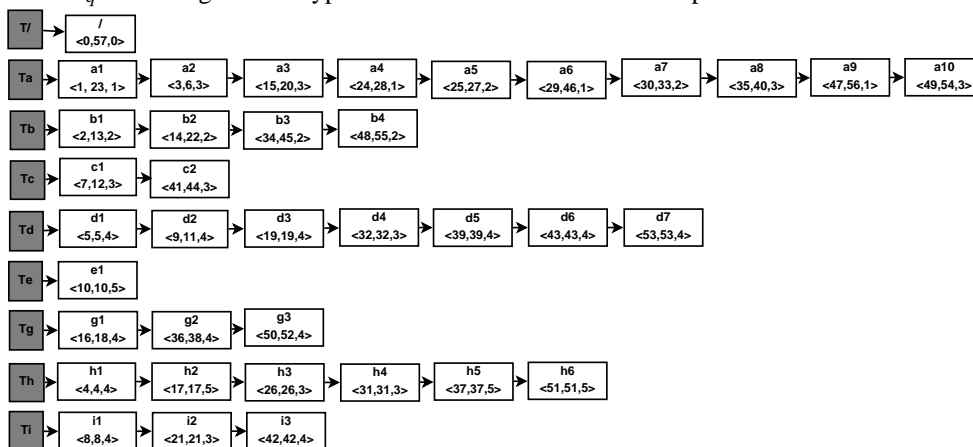 T/
/
<0,57,0>
Ta
a1
<1, 23, 1>
a2
<3,6,3>
a3
<15,20,3>
a4
<24,28,1>
a5
<25,27,2>
a6
<29,46,1>
a7
<30,33,2>
a8
<35,40,3>
a9
<47,56,1>
a10
<49,54,3>
Tb
b1
<2,13,2>
b2
<14,22,2>
b3
<34,45,2>
b4
<48,55,2>
Tc
c1
<7,12,3>
c2
<41,44,3>
Td
d1
<5,5,4>
d2
<9,11,4>
d3
<19,19,4>
d4
<32,32,3>
d5
<39,39,4>
d6
<43,43,4>
d7
<53,53,4>
Te
e1
<10,10,5>
Tg
g1
<16,18,4>
g2
<36,38,4>
g3
<50,52,4>
Th
h1
<4,4,4>
h2
<17,17,5>
h3
<26,26,3>
h4
<31,31,3>
h5
<37,37,5>
h6
<51,51,5>
Ti
i1
<8,8,4>
i2
<21,21,3>
i3
<42,42,4>